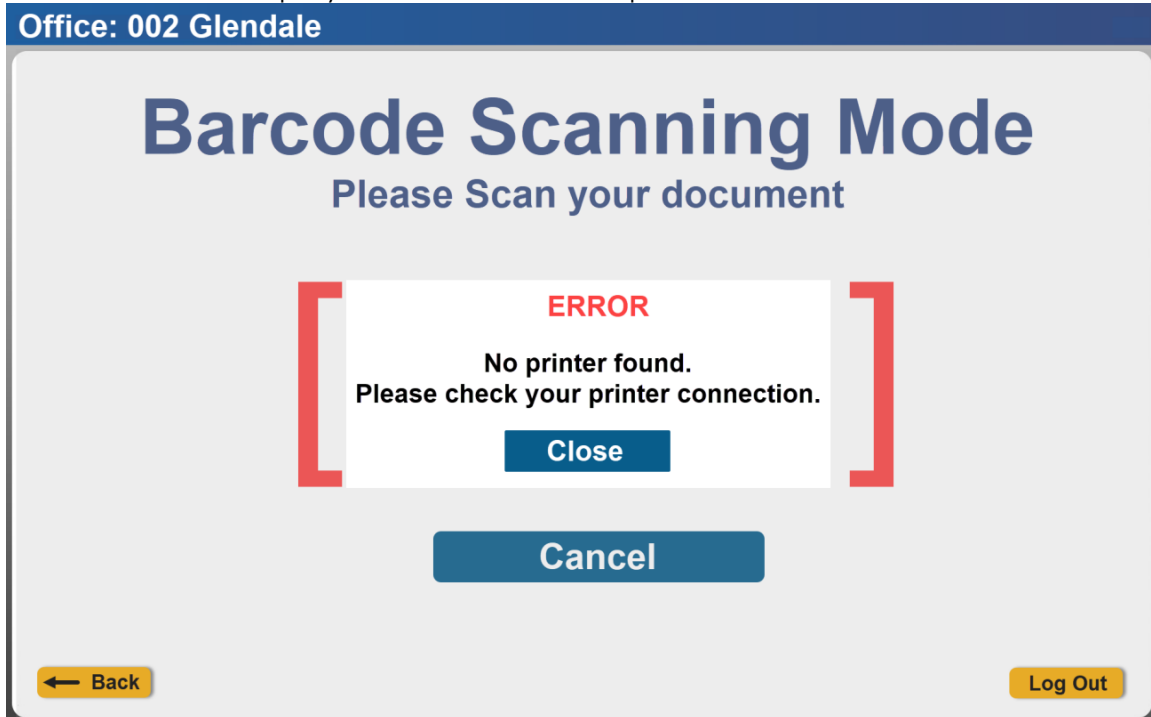 Office: 002 Glendale
Barcode Scanning Mode
Please Scan your document
ERROR
No printer found.
Please check your printer connection.
Close
Cancel
Back
Log Out